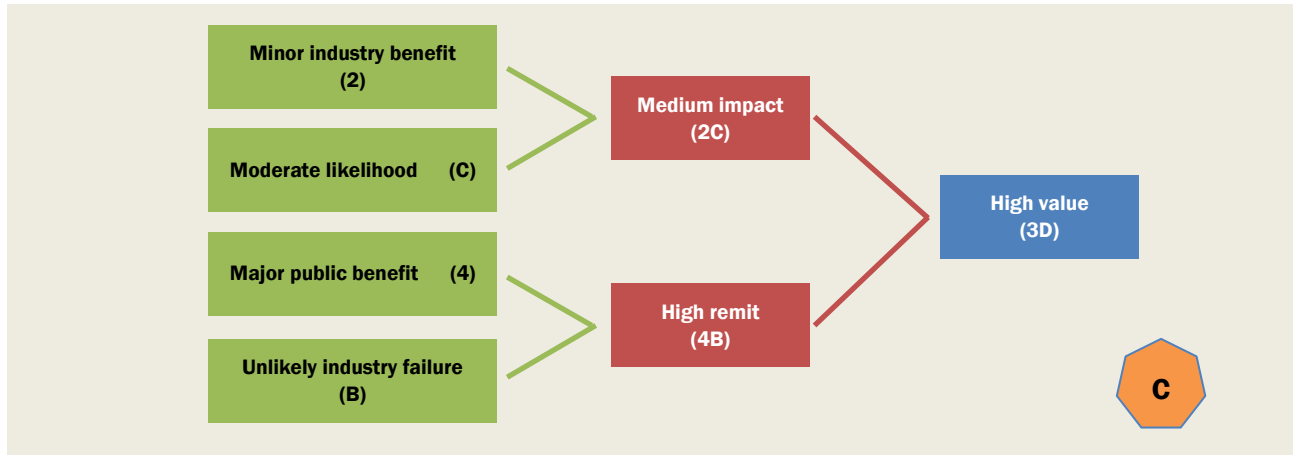 Minor industry benefit
(2)
Moderate likelihood (C)
Major public benefit (4)
Unlikely industry failure
(B)
Medium impact
(2C)
High remit
(4B)
High value
(3D)
C